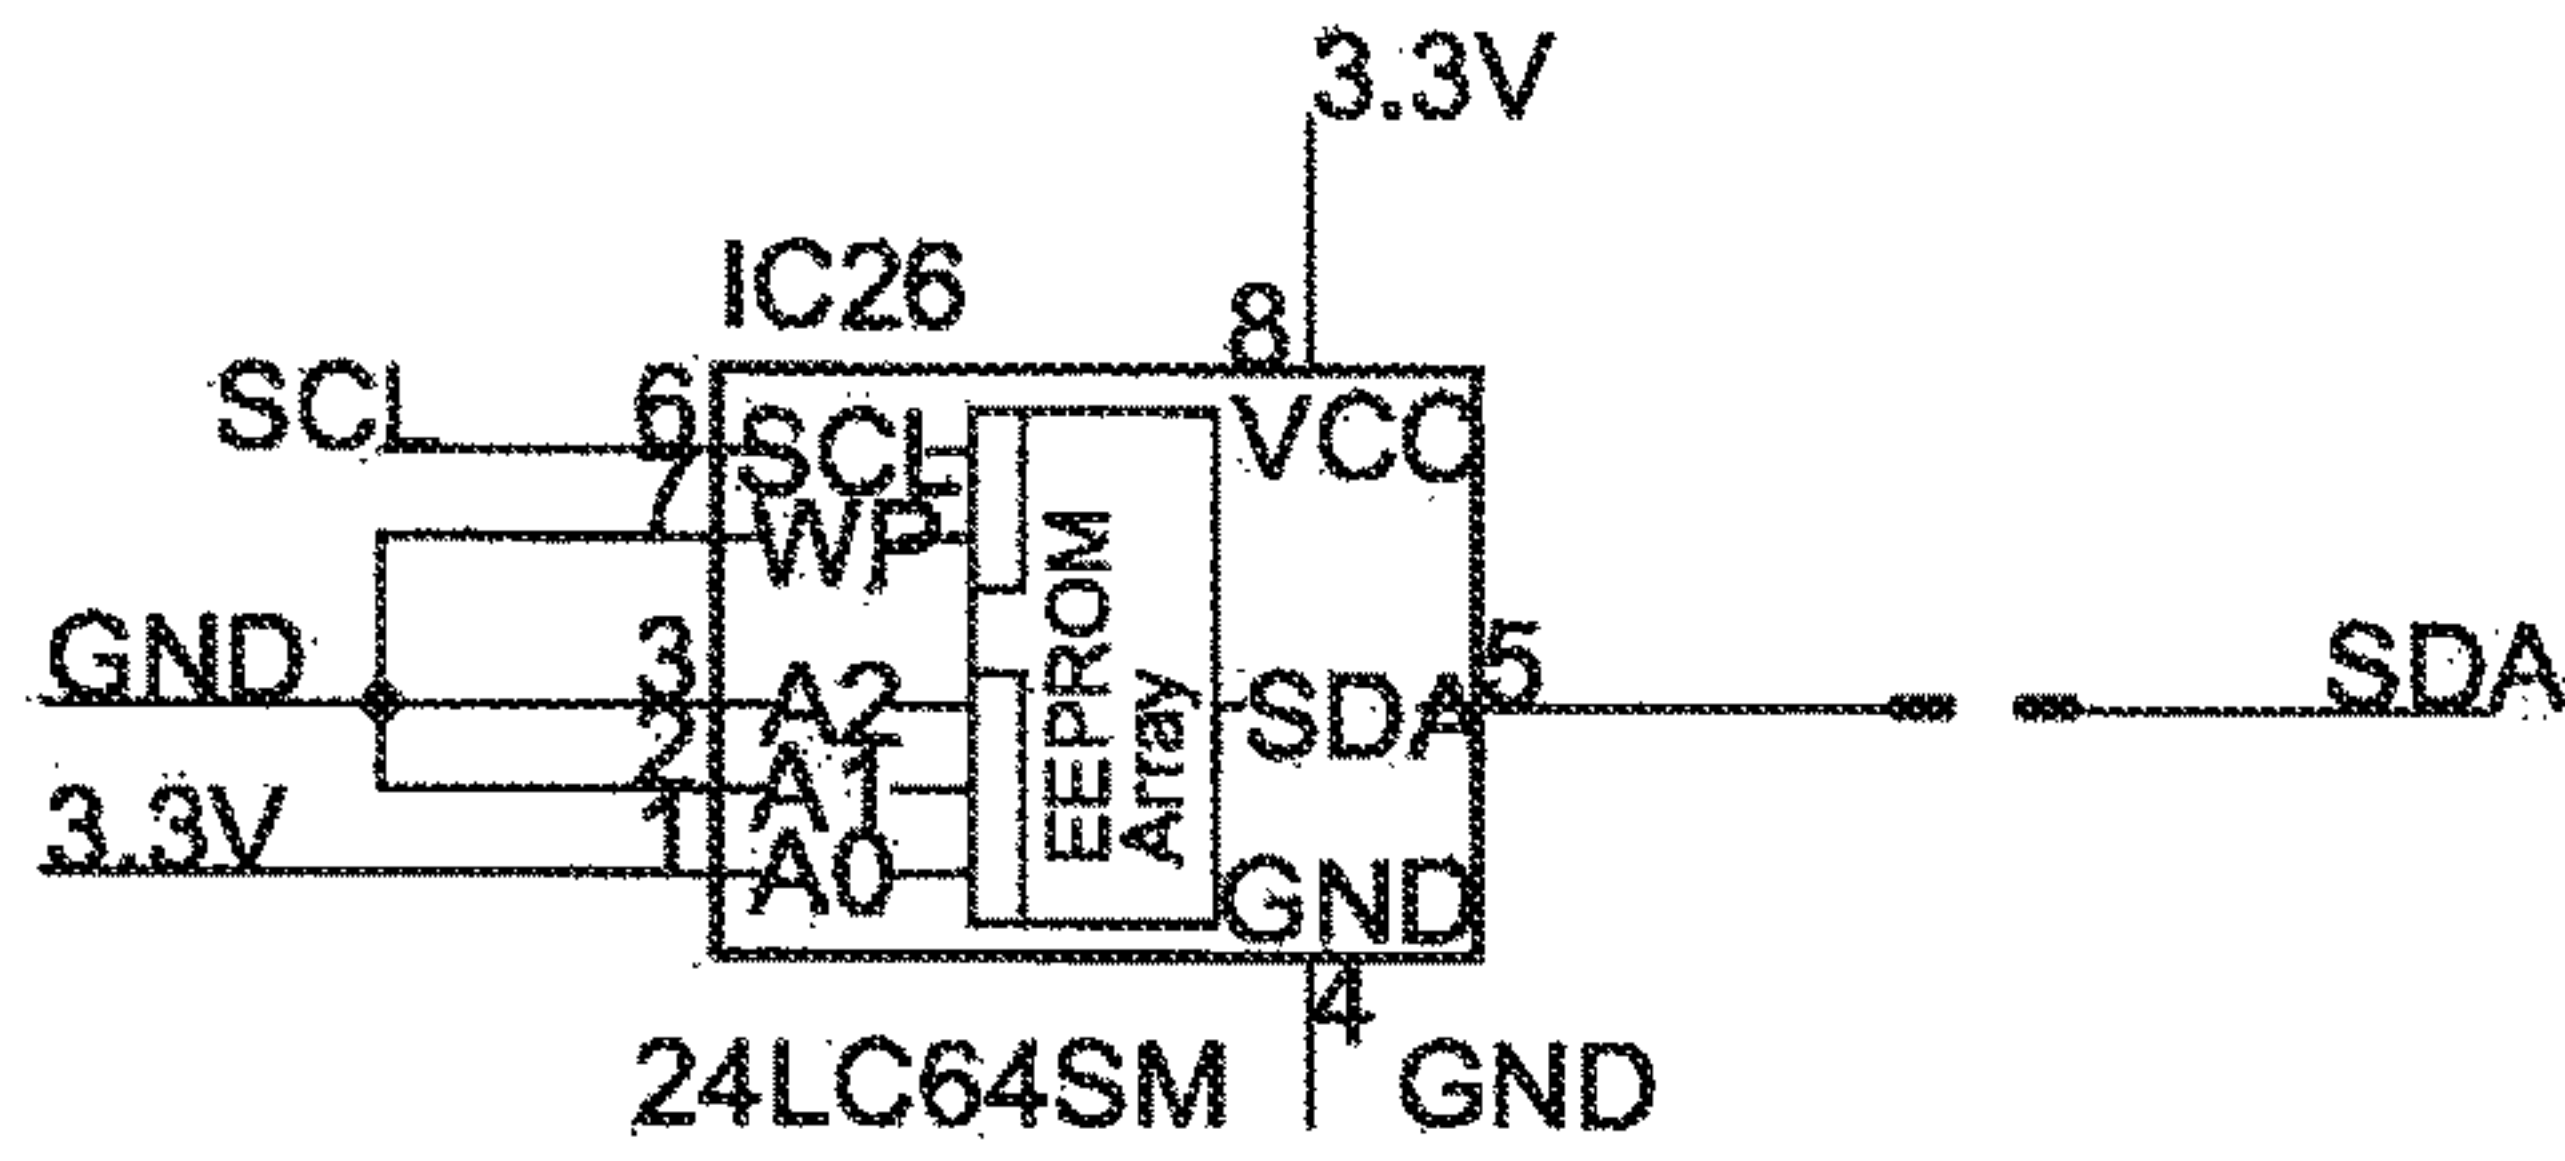 3.3V
IC26
8
SCL 6 SCL VCC
7 WP
EEPROM
Array
GND 3 A2 SDA 5 SDA
2 A1
3.3V 1 A0
GND
4
24LC64SM GND